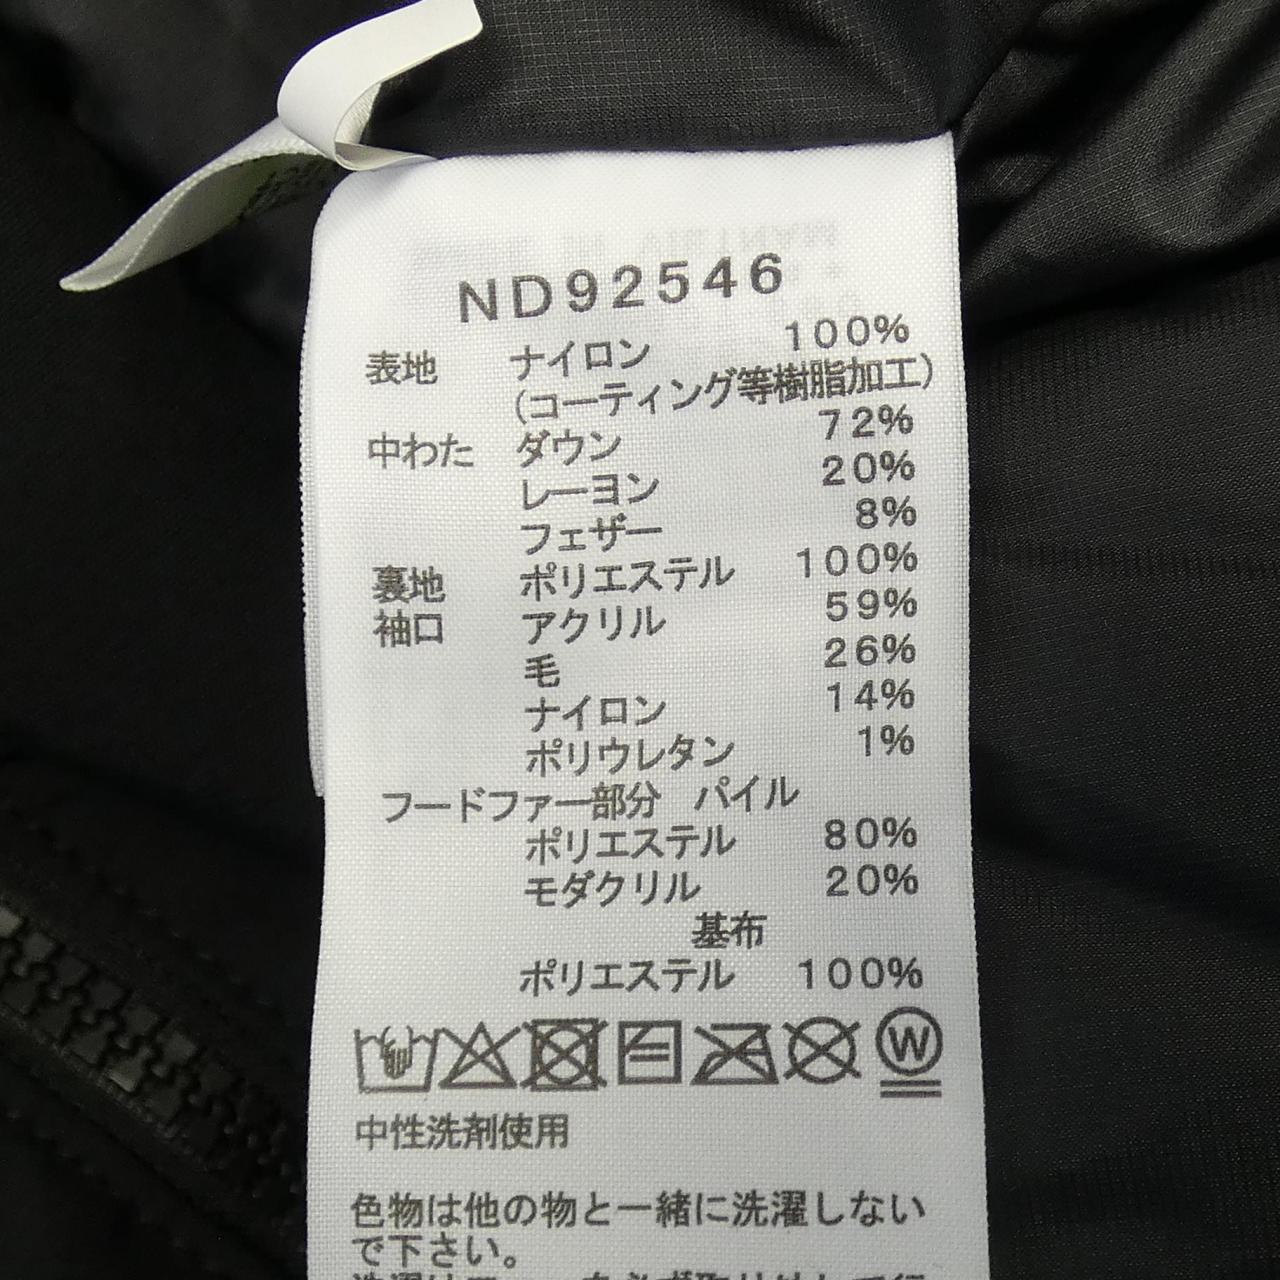 ND92546
表地 ナイロン 100%
(コーティング等樹脂加工)
中わた ダウン 72%
レーヨン 20%
フェザー 8%
裏地 ポリエステル 100%
袖口 アクリル 59%
毛 26%
ナイロン 14%
ポリウレタン 1%
フードファー部分 パイル
ポリエステル 80%
モダクリル 20%
基布
ポリエステル 100%
W
中性洗剤使用
色物は他の物と一緒に洗濯しない
で下さい。